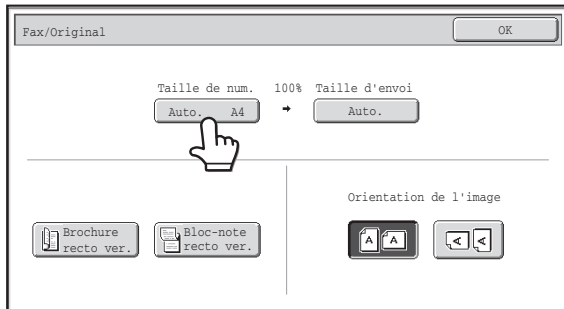 Fax/Original
OK
Taille de num. 100% Taille d'envoi
Auto. A4
Auto.
Orientation de l'image
Brochure
recto ver.
Bloc-note
recto ver.
A A
A A